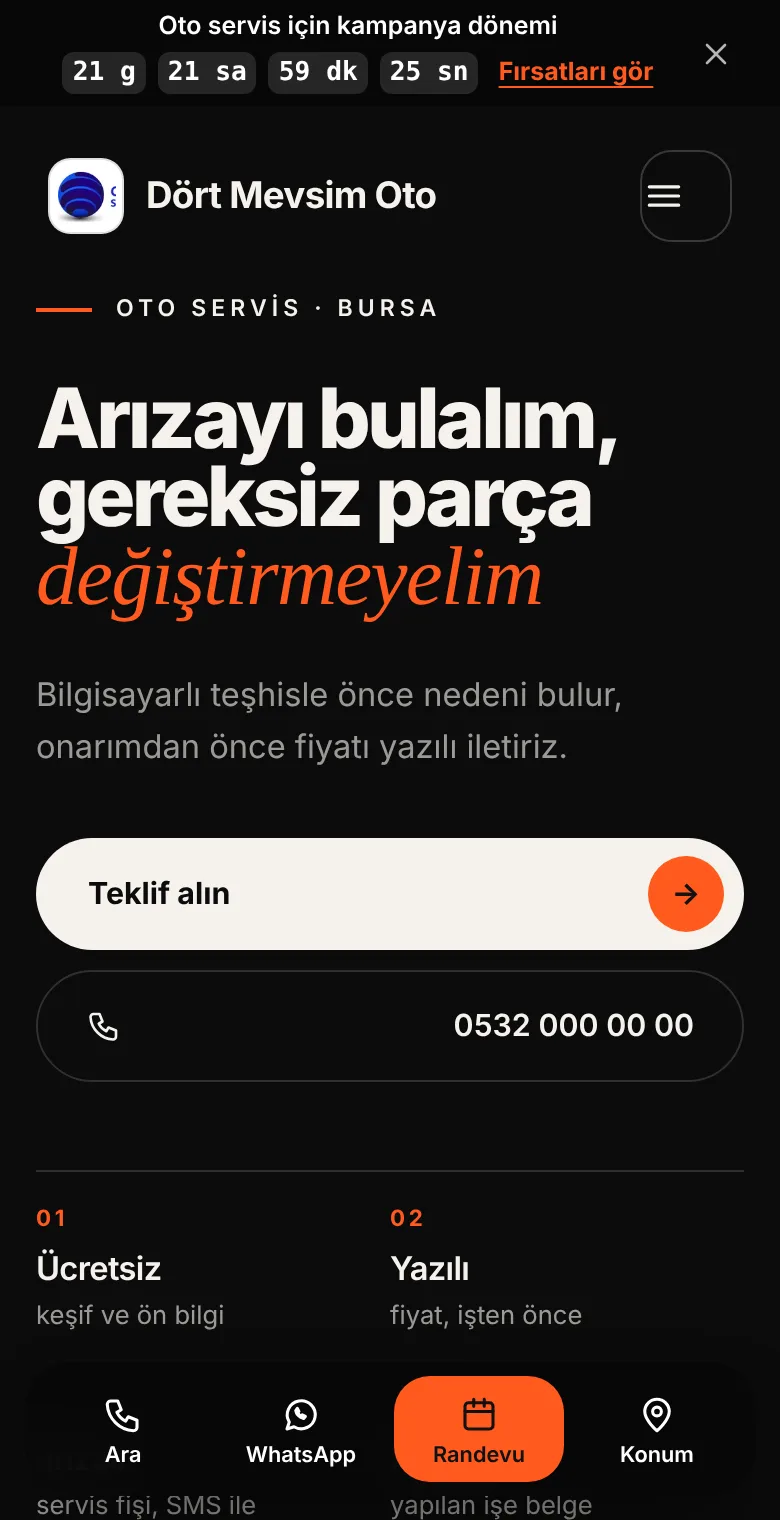 Oto servis için kampanya dönemi
21 g 21 sa 59 dk 25 sn Fırsatları gör
Dört Mevsim Oto
OTO SERVİS · BURSA
Arızayı bulalım,
gereksiz parça
değiştirmeyelim
Bilgisayarlı teşhisle önce nedeni bulur,
onarımdan önce fiyatı yazılı iletiriz.
Teklif alın
0532 000 00 00
01 02
Ücretsiz Yazılı
keşif ve ön bilgi fiyat, işten önce
Ara WhatsApp Randevu Konum
servis fişi, SMS ile yapılan işe belge